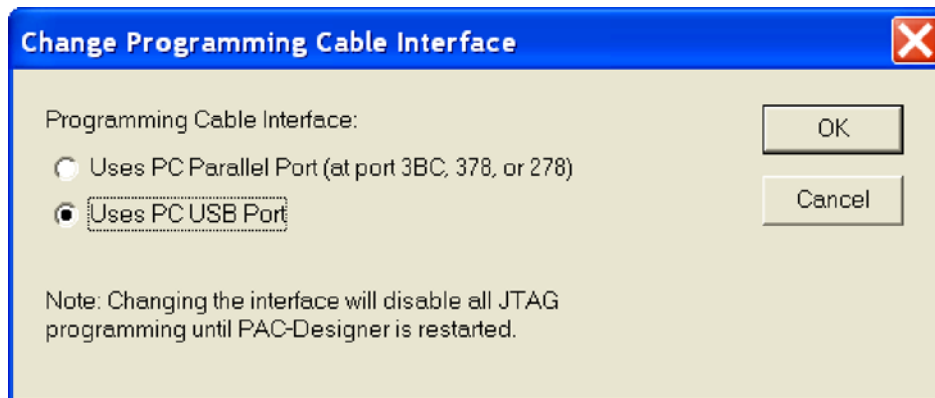 Change Programming Cable Interface
Programming Cable Interface:
Uses PC Parallel Port (at port 3BC, 378, or 278)
Uses PC USB Port
OK
Cancel
Note: Changing the interface will disable all JTAG
programming until PAC-Designer is restarted.